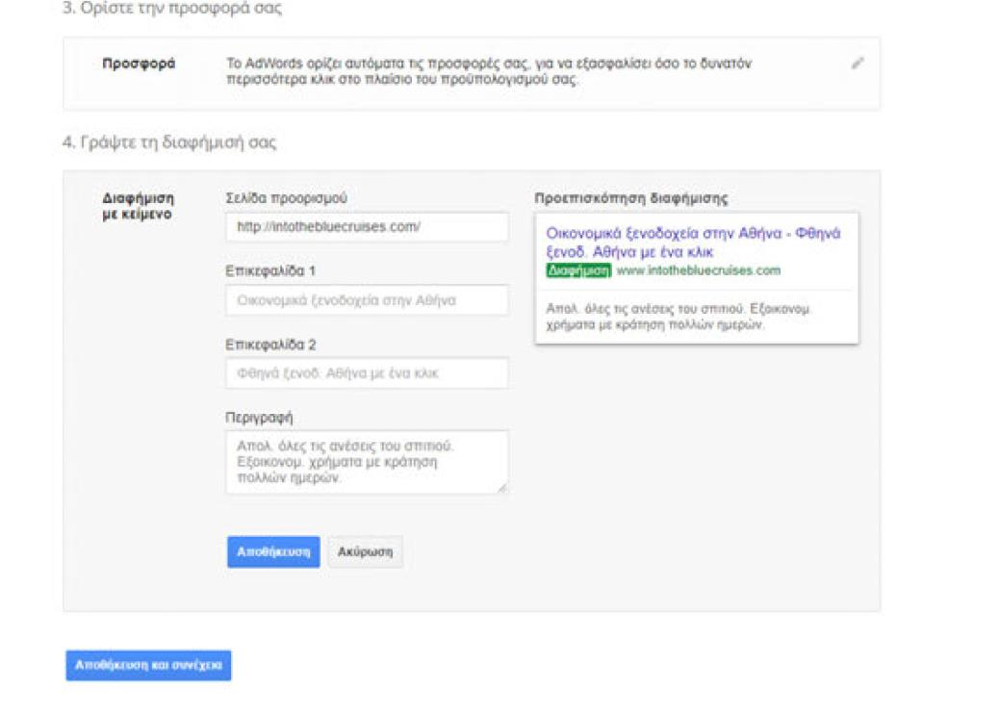 3. Ορίστε την προσφορά σας
Προσφορά
Το AdWords ορίζει αυτόματα τις προσφορές σας, για να εξασφαλίσει όσο το δυνατόν
περισσότερα κλικ στο πλαίσιο του προϋπολογισμού σας.
4. Γράψτε τη διαφήμισή σας
Διαφήμιση
με κείμενο
Σελίδα προορισμού
http://intothebluecruises.com/
Επικεφαλίδα 1
Οικονομικά ξενοδοχεία στην Αθήνα
Επικεφαλίδα 2
Φθηνά ξενοδ. Αθήνα με ένα κλικ
Περιγραφή
Απολ. όλες τις ανέσεις του σπιτιού.
Εξοικονομ. χρήματα με κράτηση
πολλών ημερών.
Αποθήκευση
Ακύρωση
Προεπισκόπηση διαφήμισης
Οικονομικά ξενοδοχεία στην Αθήνα - Φθηνά
ξενοδ. Αθήνα με ένα κλικ
Διαφήμιση www.intothebluecruises.com
Απολ. όλες τις ανέσεις του σπιτιού. Εξοικονομ.
χρήματα με κράτηση πολλών ημερών.
Αποθήκευση και συνέχεια